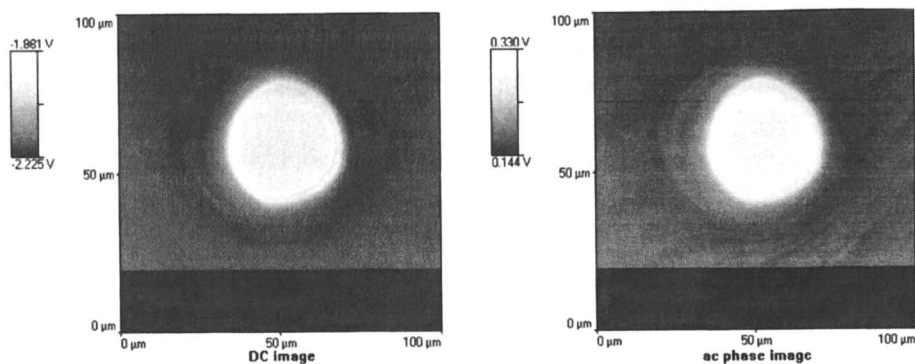 100 µm
-1.881 V
-2.225 V
50 µm
0 µm
0 µm
50 µm
100 µm
DC image
100 µm
0.330 V
0.144 V
50 µm
0 µm
0 µm
50 µm
100 µm
ac phase image